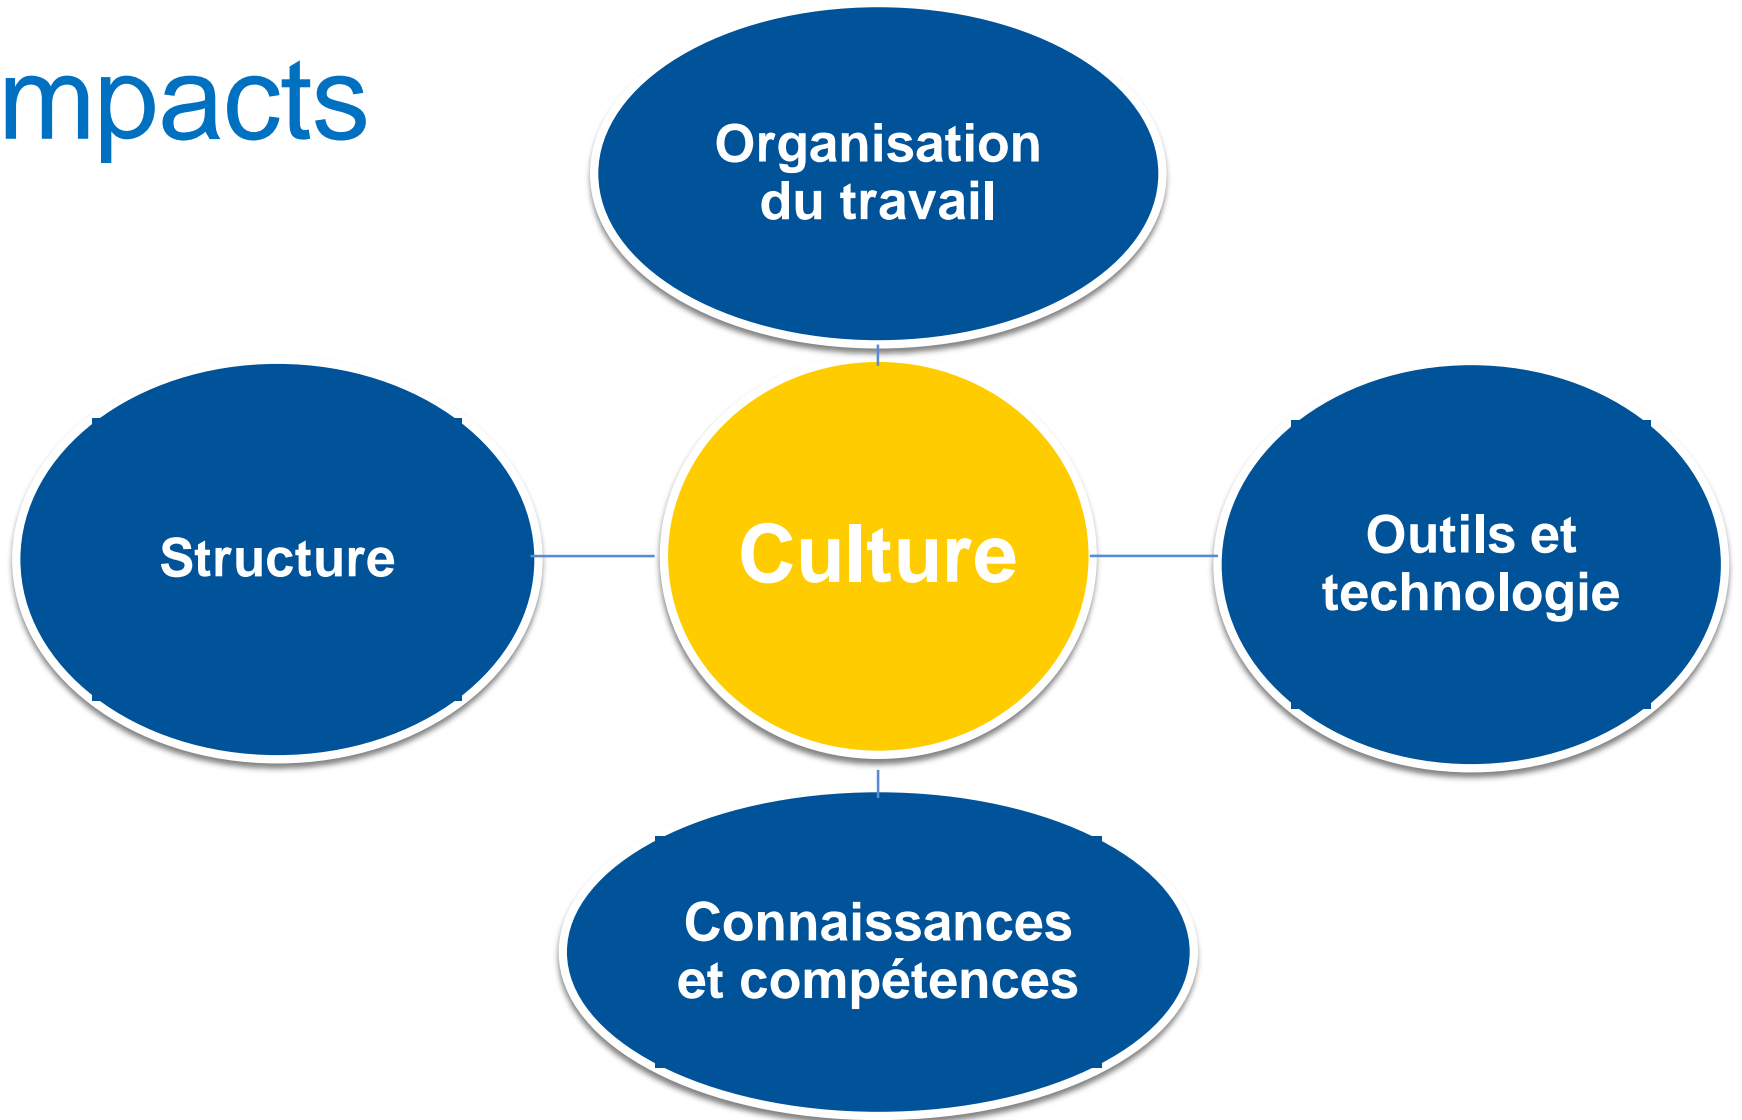 mpacts
Organisation
du travail
Structure
Culture
Outils et
technologie
Connaissances
et compétences